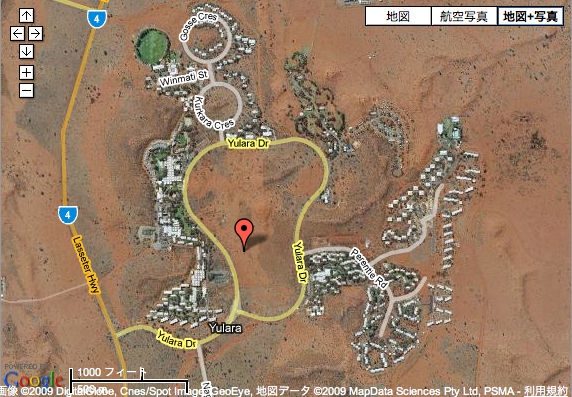 4
Gosse Cres
地図
航空写真
地図+写真
Winmati St
Kurkara Cres
Yulara Dr
4
Lasseter Hwy
Yulara Dr
Perentie Rd
Yulara
Yulara Dr
POWERED BY
Google
1000 フィート
500 m
画像 ©2009 DigitalGlobe, Cnes/Spot Image, GeoEye, 地図データ ©2009 MapData Sciences Pty Ltd, PSMA - 利用規約